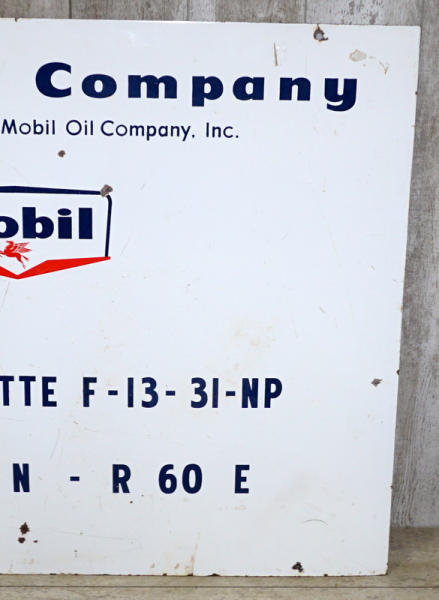 Company
Mobil Oil Company, Inc.
obil
TTE F-13-31-NP
N - R 60 E